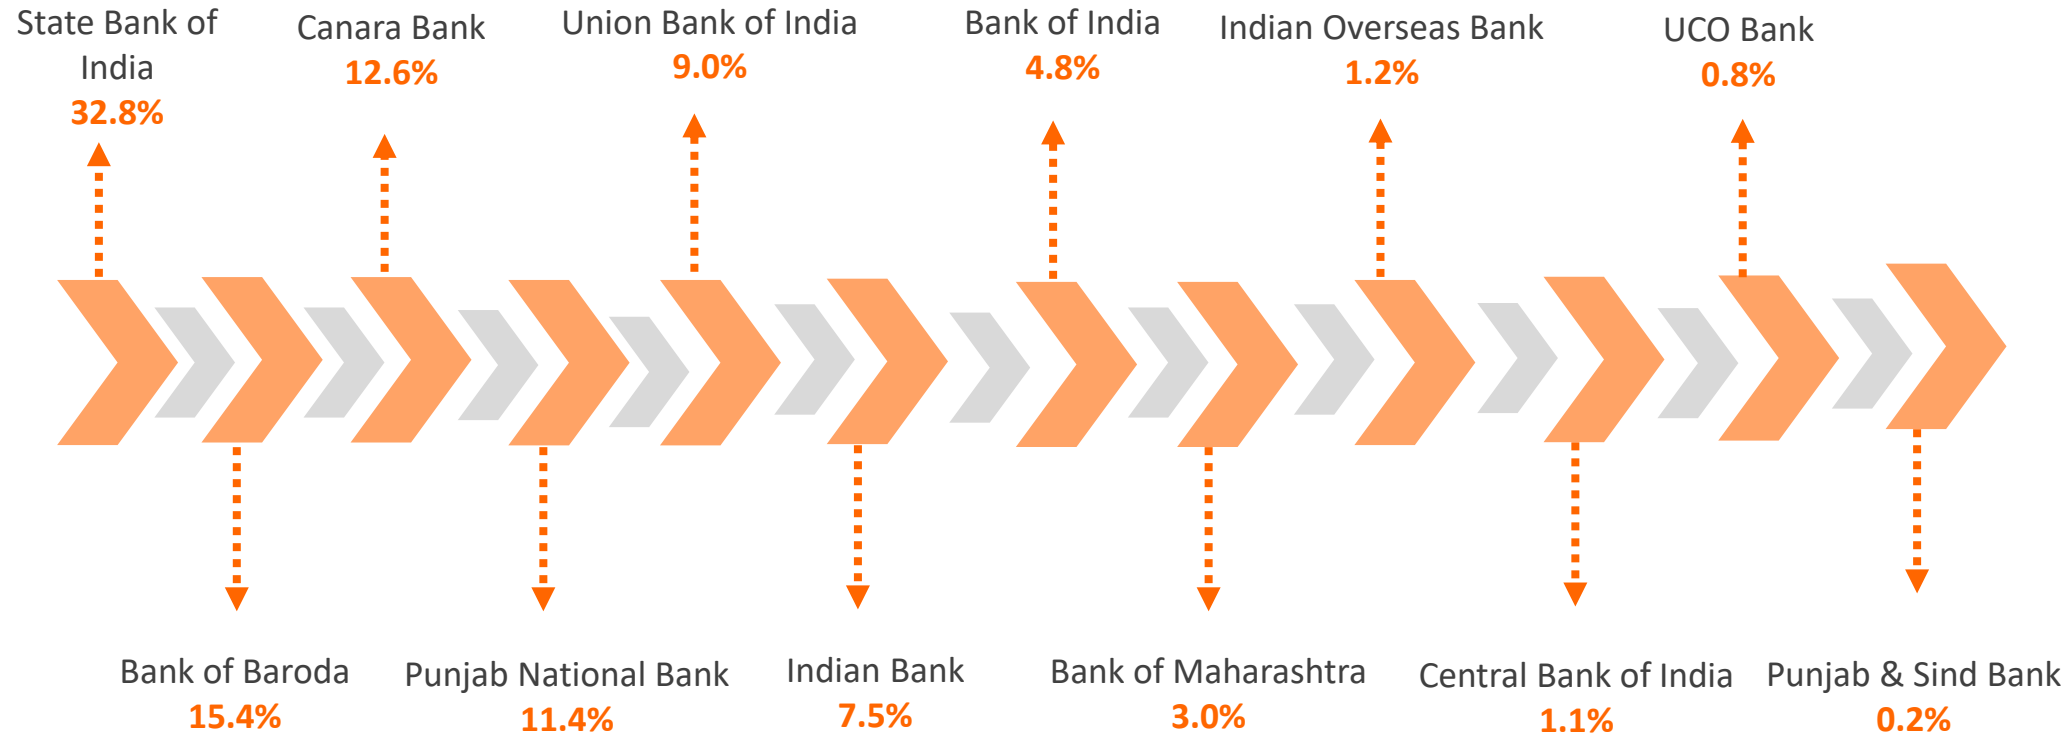 State Bank of
India
32.8%
Canara Bank
12.6%
Union Bank of India
9.0%
Bank of India
4.8%
Indian Overseas Bank
1.2%
UCO Bank
0.8%
Bank of Baroda
15.4%
Punjab National Bank
11.4%
Indian Bank
7.5%
Bank of Maharashtra
3.0%
Central Bank of India
1.1%
Punjab & Sind Bank
0.2%